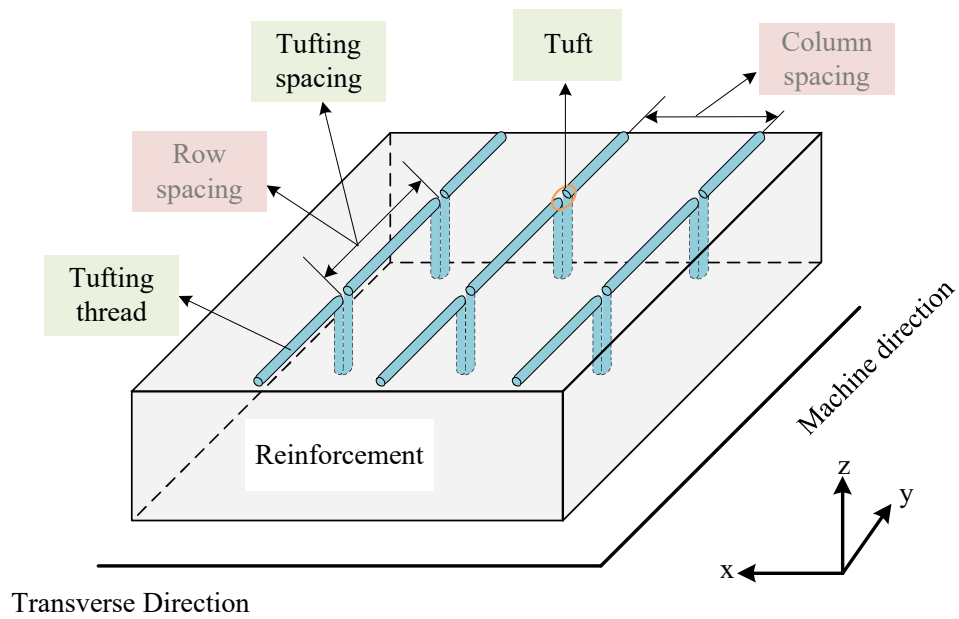 Tufting
spacing
Tuft
Column
spacing
Row
spacing
Tufting
thread
Reinforcement
Machine direction
z
y
x
Transverse Direction